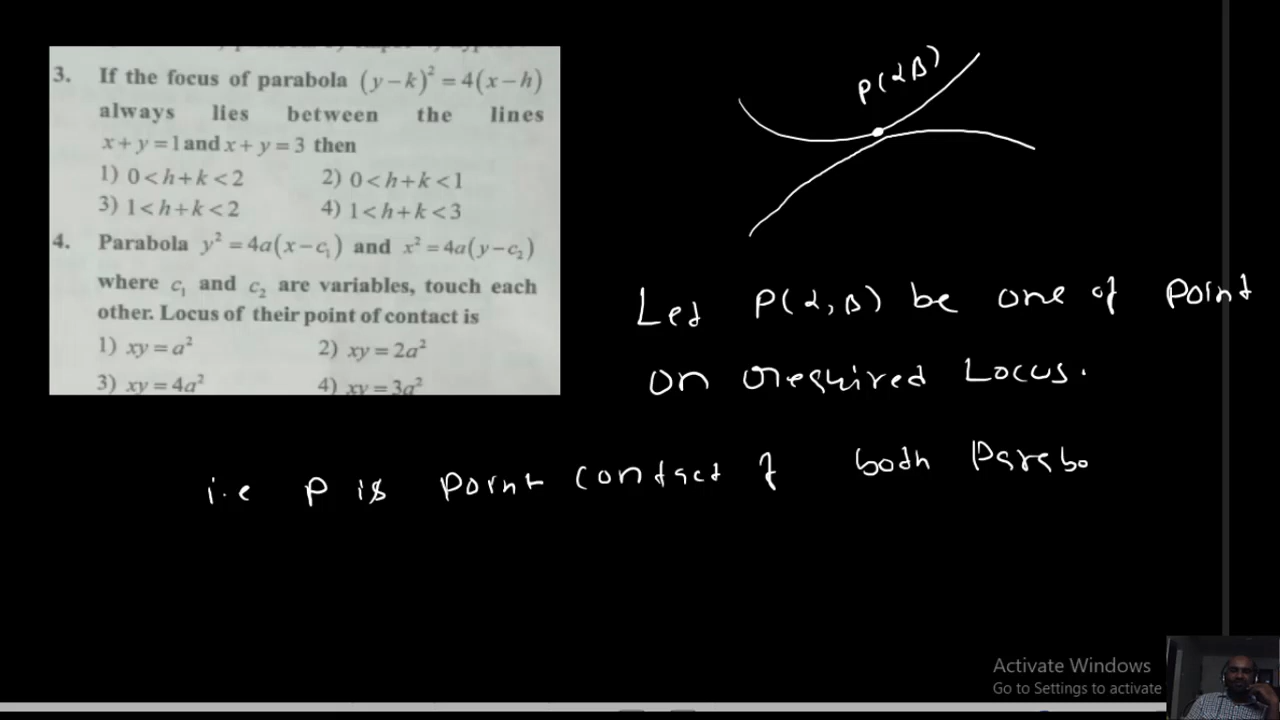 3. If the focus of parabola (y−k)² = 4(x−h)
always lies between the lines
x + y = 1 and x + y = 3 then
1) 0 < h + k < 2 2) 0 < h + k < 1
3) 1 < h + k < 2 4) 1 < h + k < 3
4. Parabola y² = 4a(x−c₁) and x² = 4a(y−c₂)
where c₁ and c₂ are variables, touch each
other. Locus of their point of contact is
1) xy = a² 2) xy = 2a²
3) xy = 4a² 4) xy = 3a²
P(αβ)
Let P(α, β) be one of point
on required Locus.
i.e P is point contact of both Parabo
Activate Windows
Go to Settings to activate